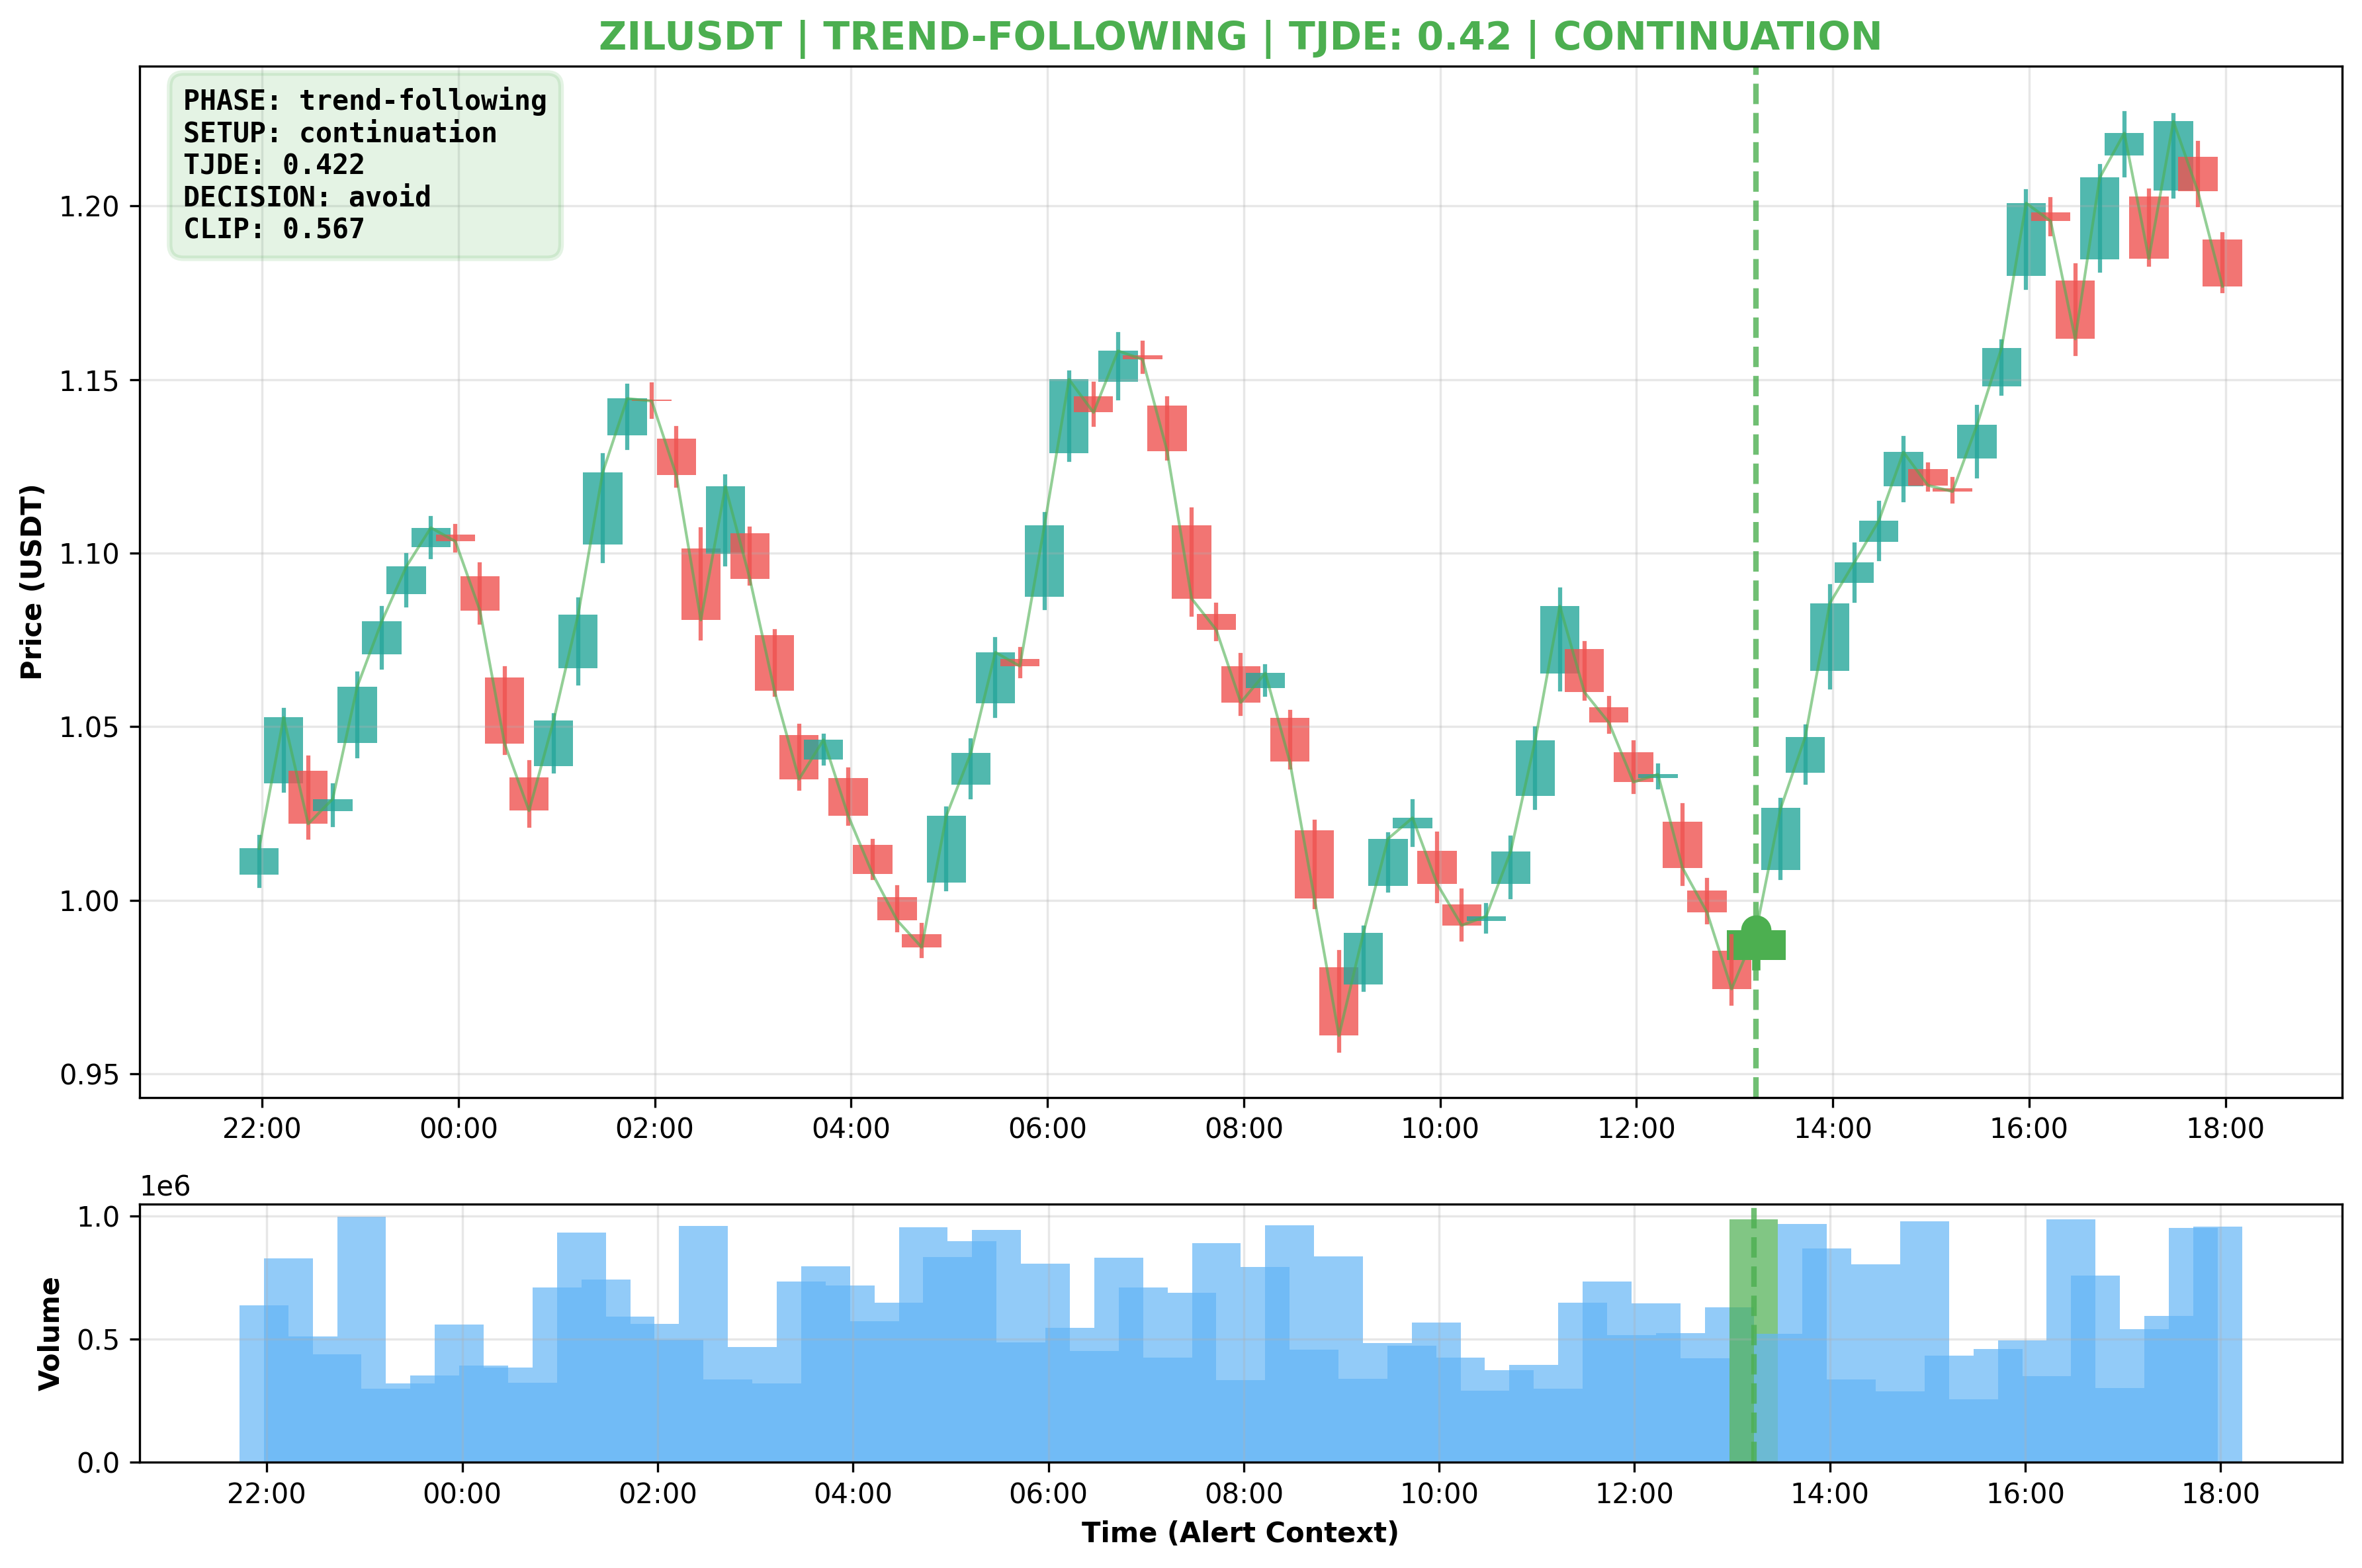 ZILUSDT | TREND-FOLLOWING | TJDE: 0.42 | CONTINUATION
PHASE: trend-following
SETUP: continuation
TJDE: 0.422
DECISION: avoid
CLIP: 0.567
Price (USDT)
1.20
1.15
1.10
1.05
1.00
0.95
22:00 00:00 02:00 04:00 06:00 08:00 10:00 12:00 14:00 16:00 18:00
1e6
Volume
1.0
0.5
0.0
22:00 00:00 02:00 04:00 06:00 08:00 10:00 12:00 14:00 16:00 18:00
Time (Alert Context)